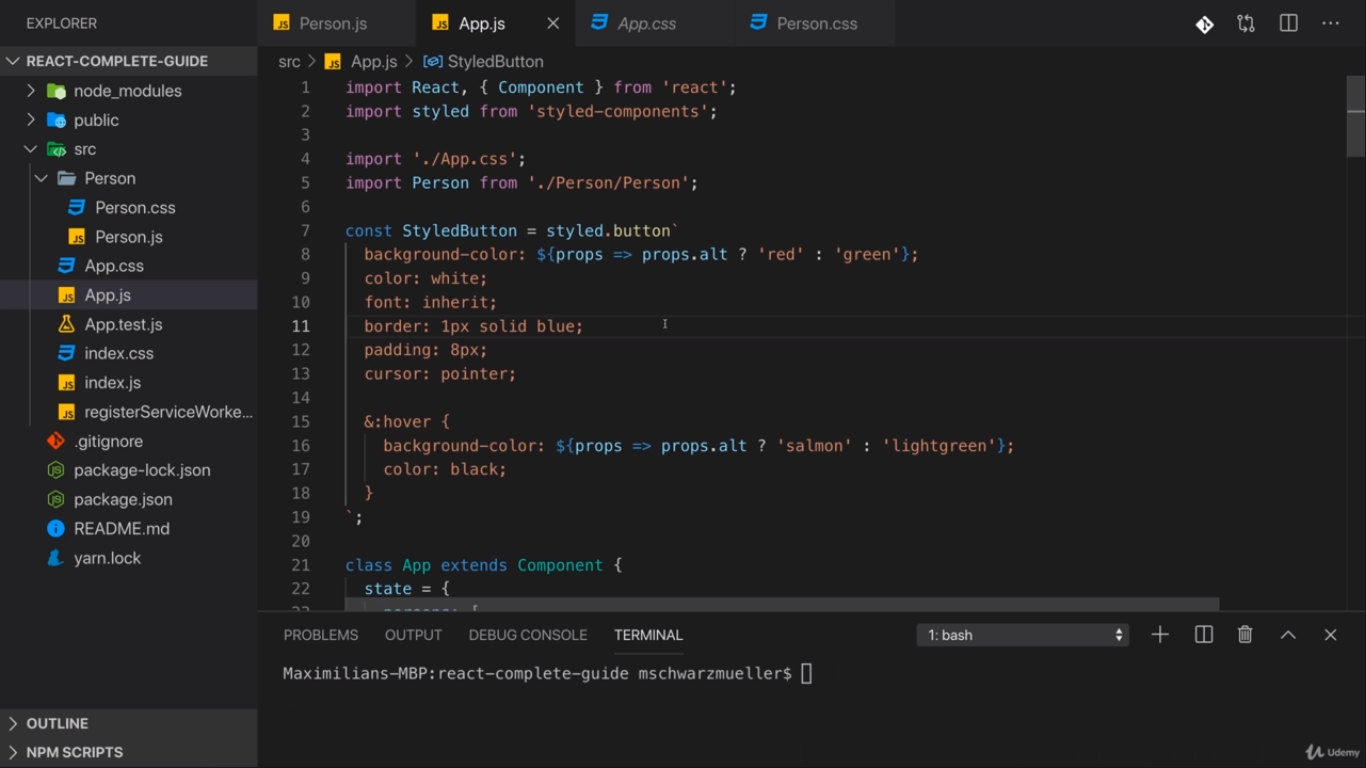 EXPLORER
REACT-COMPLETE-GUIDE
node_modules
public
src
Person
Person.css
Person.js
App.css
App.js
App.test.js
index.css
index.js
registerServiceWorke...
.gitignore
package-lock.json
package.json
README.md
yarn.lock
OUTLINE
NPM SCRIPTS
Person.js
App.js
App.css
Person.css
src > App.js > StyledButton
1 import React, { Component } from 'react';
2 import styled from 'styled-components';
3
4 import './App.css';
5 import Person from './Person/Person';
6
7 const StyledButton = styled.button`
8 background-color: ${props => props.alt ? 'red' : 'green'};
9 color: white;
10 font: inherit;
11 border: 1px solid blue;
12 padding: 8px;
13 cursor: pointer;
14
15 &:hover {
16 background-color: ${props => props.alt ? 'salmon' : 'lightgreen'};
17 color: black;
18 }
19 `;
20
21 class App extends Component {
22 state = {
PROBLEMS OUTPUT DEBUG CONSOLE TERMINAL 1: bash
Maximilians-MBP:react-complete-guide mschwarzmueller$
Udemy